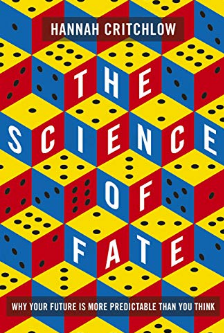 HANNAH CRITCHLOW
THE
SCIENCE
OF
FATE
WHY YOUR FUTURE IS MORE PREDICTABLE THAN YOU THINK